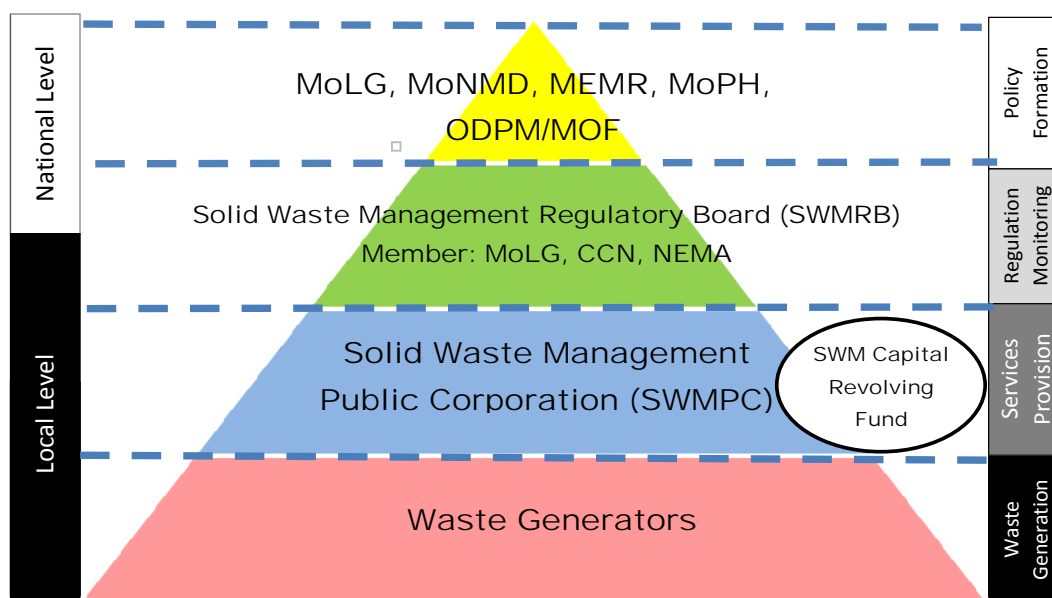 National Level
Local Level
MoLG, MoNMD, MEMR, MoPH,
ODPM/MOF
Solid Waste Management Regulatory Board (SWMRB)
Member: MoLG, CCN, NEMA
Solid Waste Management
Public Corporation (SWMPC)
SWM Capital
Revolving
Fund
Waste Generators
Policy
Formation
Regulation
Monitoring
Services
Provision
Waste
Generation